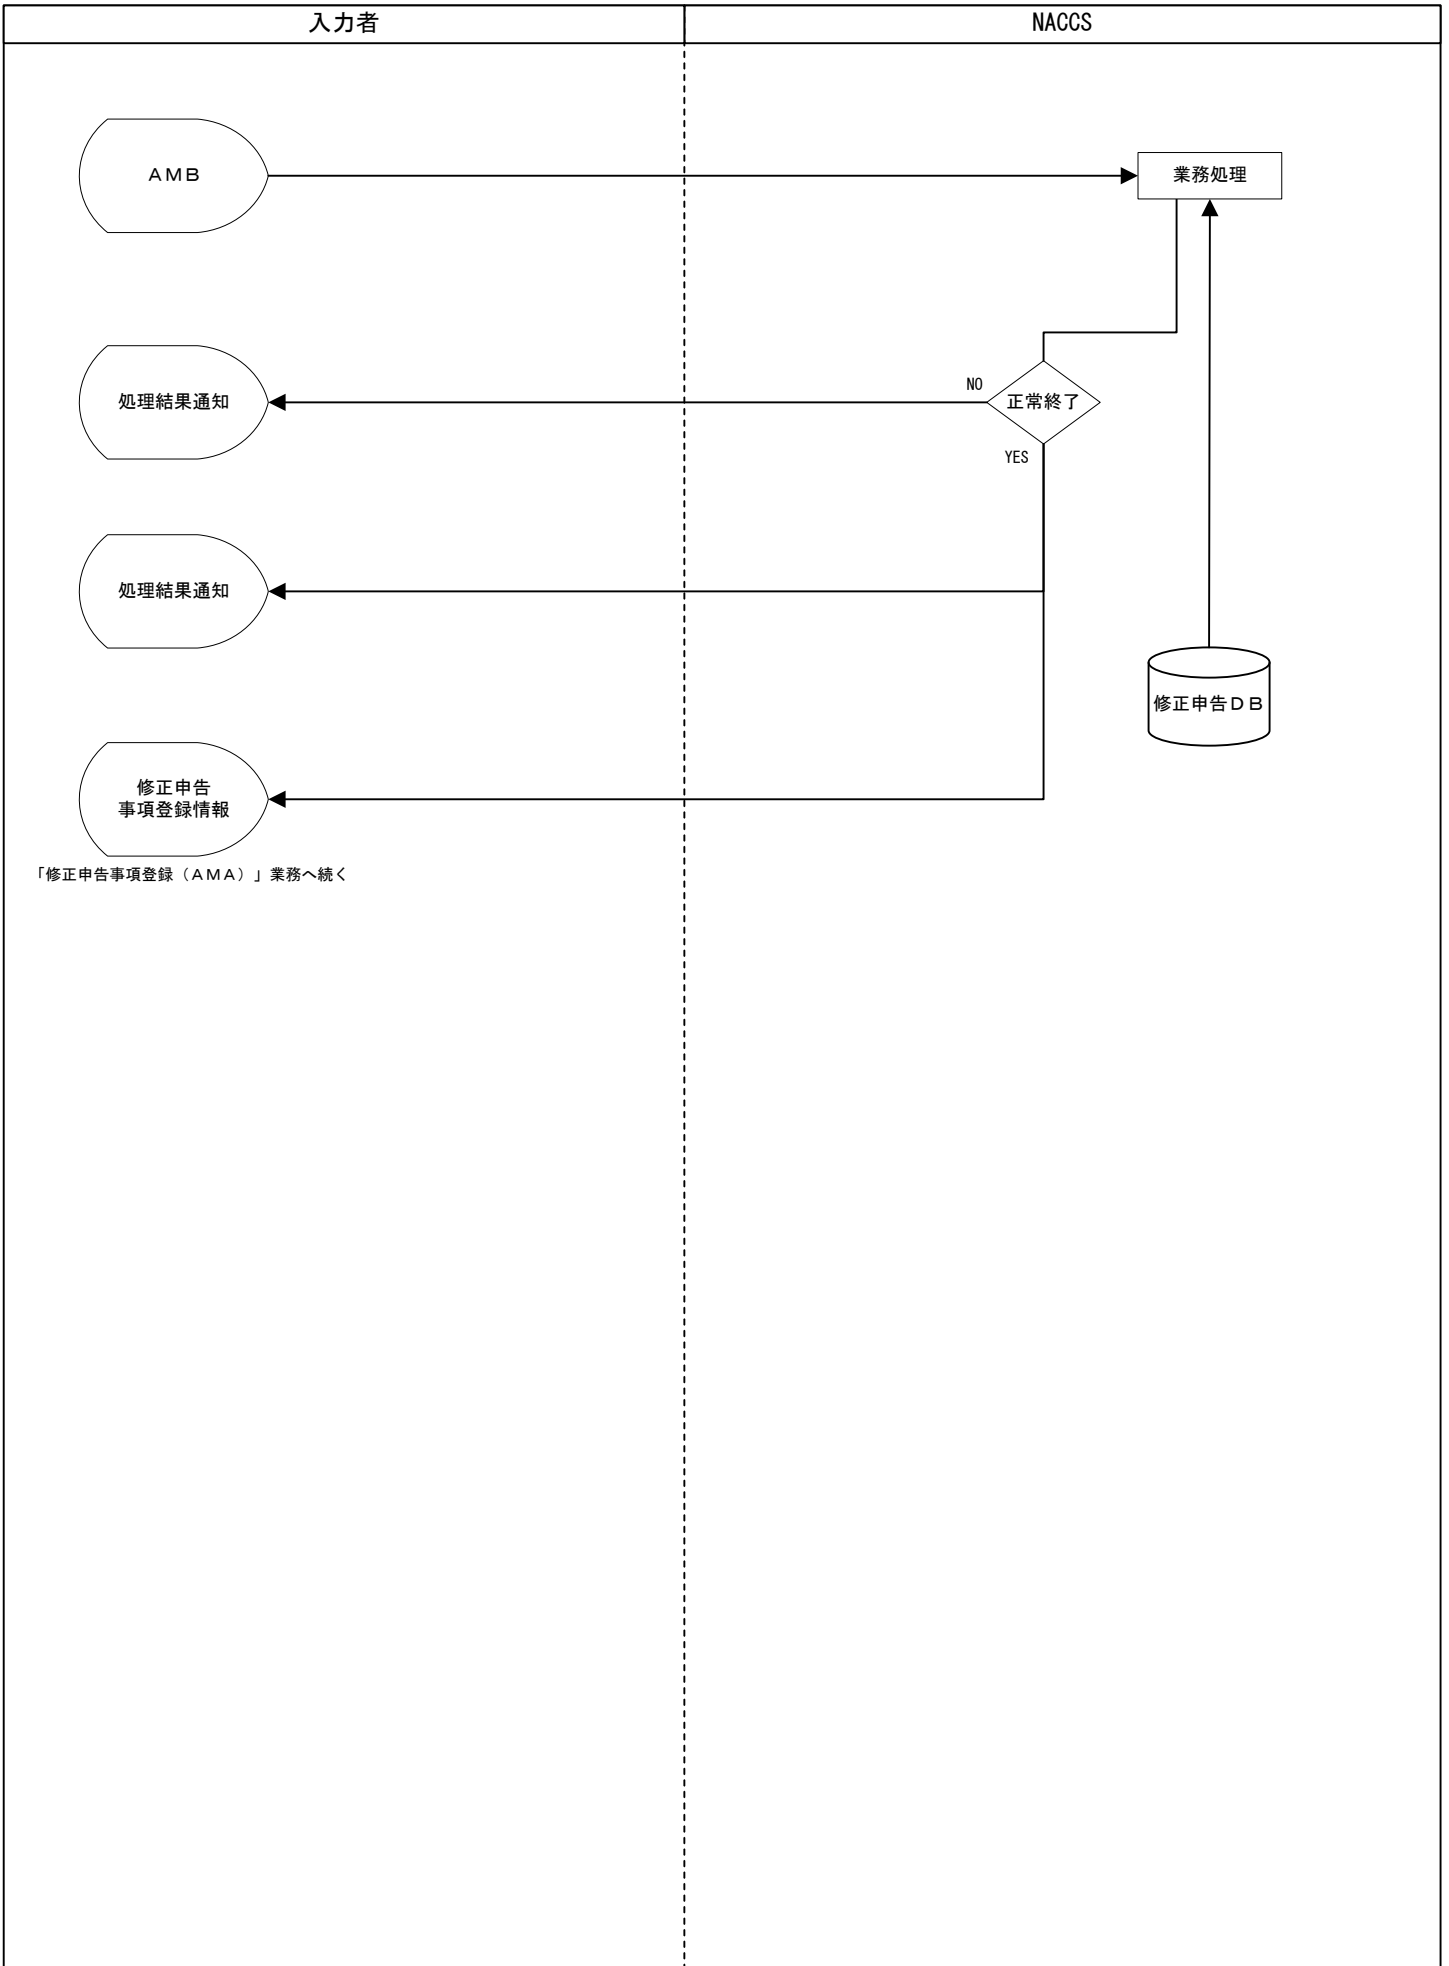 入力者
NACCS
ＡＭＢ
業務処理
処理結果通知
NO
正常終了
YES
処理結果通知
修正申告ＤＢ
修正申告
事項登録情報
「修正申告事項登録（ＡＭＡ）」業務へ続く